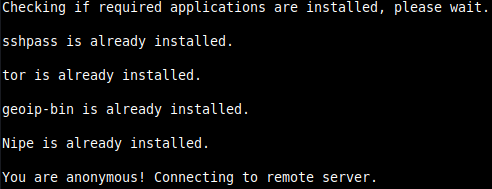 Checking if required applications are installed, please wait.
sshpass is already installed.
tor is already installed.
geoip-bin is already installed.
Nipe is already installed.
You are anonymous! Connecting to remote server.